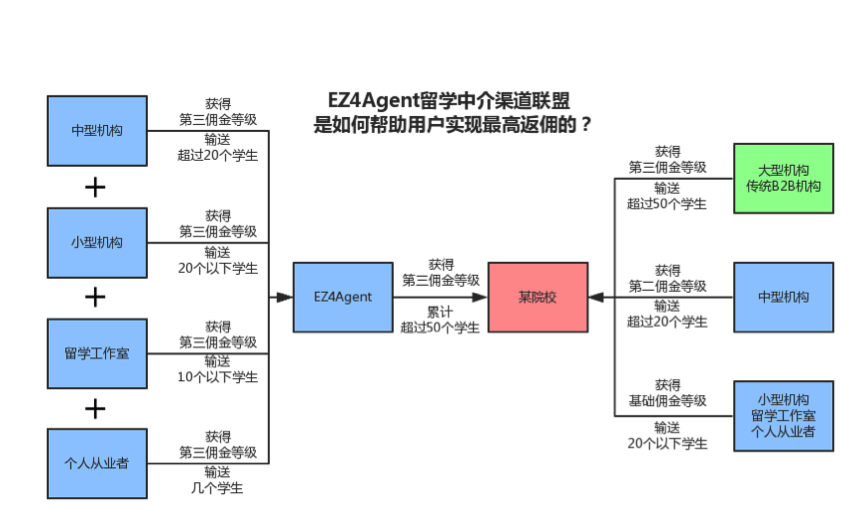 EZ4Agent留学中介渠道联盟
是如何帮助用户实现最高返佣的？
中型机构
获得
第三佣金等级
输送
超过20个学生
+
小型机构
获得
第三佣金等级
输送
20个以下学生
+
留学工作室
获得
第三佣金等级
输送
10个以下学生
+
个人从业者
获得
第三佣金等级
输送
几个学生
EZ4Agent
获得
第三佣金等级
累计
超过50个学生
某院校
获得
第三佣金等级
输送
超过50个学生
大型机构
传统B2B机构
获得
第二佣金等级
输送
超过20个学生
中型机构
获得
基础佣金等级
输送
20个以下学生
小型机构
留学工作室
个人从业者